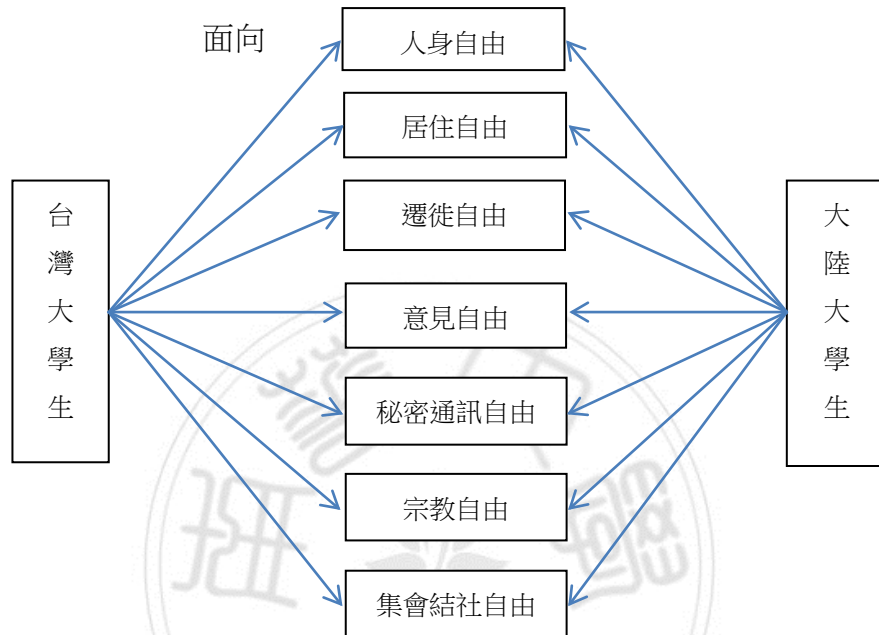 面向
人身自由
居住自由
遷徙自由
意見自由
秘密通訊自由
宗教自由
集會結社自由
台灣大學生
大陸大學生